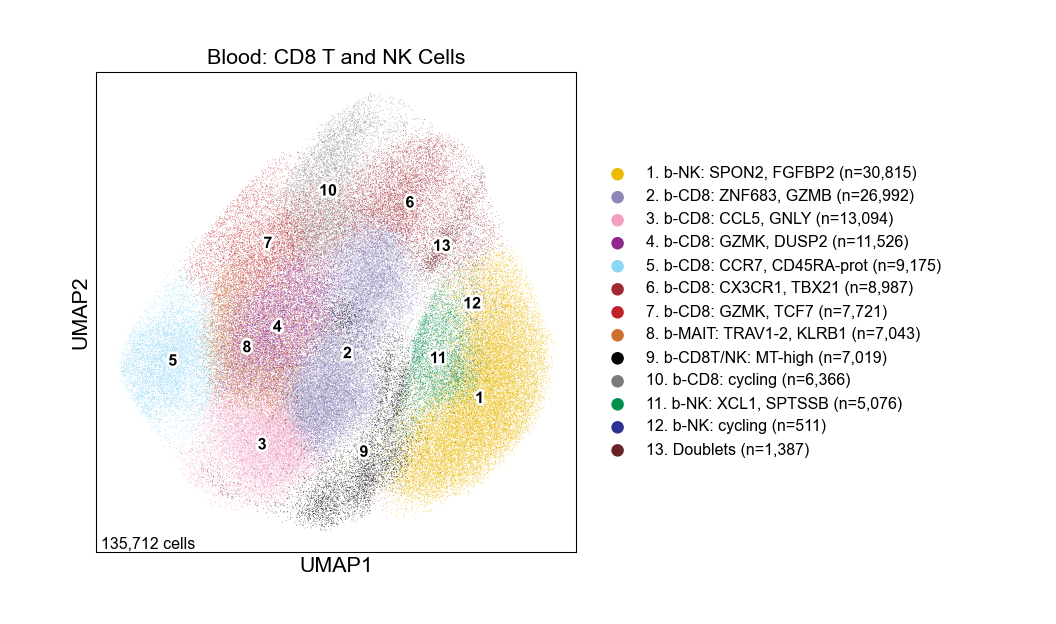 Blood: CD8 T and NK Cells
10
6
7
13
12
4
8
2
5
11
1
3
9
135,712 cells
UMAP1
UMAP2
1. b-NK: SPON2, FGFBP2 (n=30,815)
2. b-CD8: ZNF683, GZMB (n=26,992)
3. b-CD8: CCL5, GNLY (n=13,094)
4. b-CD8: GZMK, DUSP2 (n=11,526)
5. b-CD8: CCR7, CD45RA-prot (n=9,175)
6. b-CD8: CX3CR1, TBX21 (n=8,987)
7. b-CD8: GZMK, TCF7 (n=7,721)
8. b-MAIT: TRAV1-2, KLRB1 (n=7,043)
9. b-CD8T/NK: MT-high (n=7,019)
10. b-CD8: cycling (n=6,366)
11. b-NK: XCL1, SPTSSB (n=5,076)
12. b-NK: cycling (n=511)
13. Doublets (n=1,387)